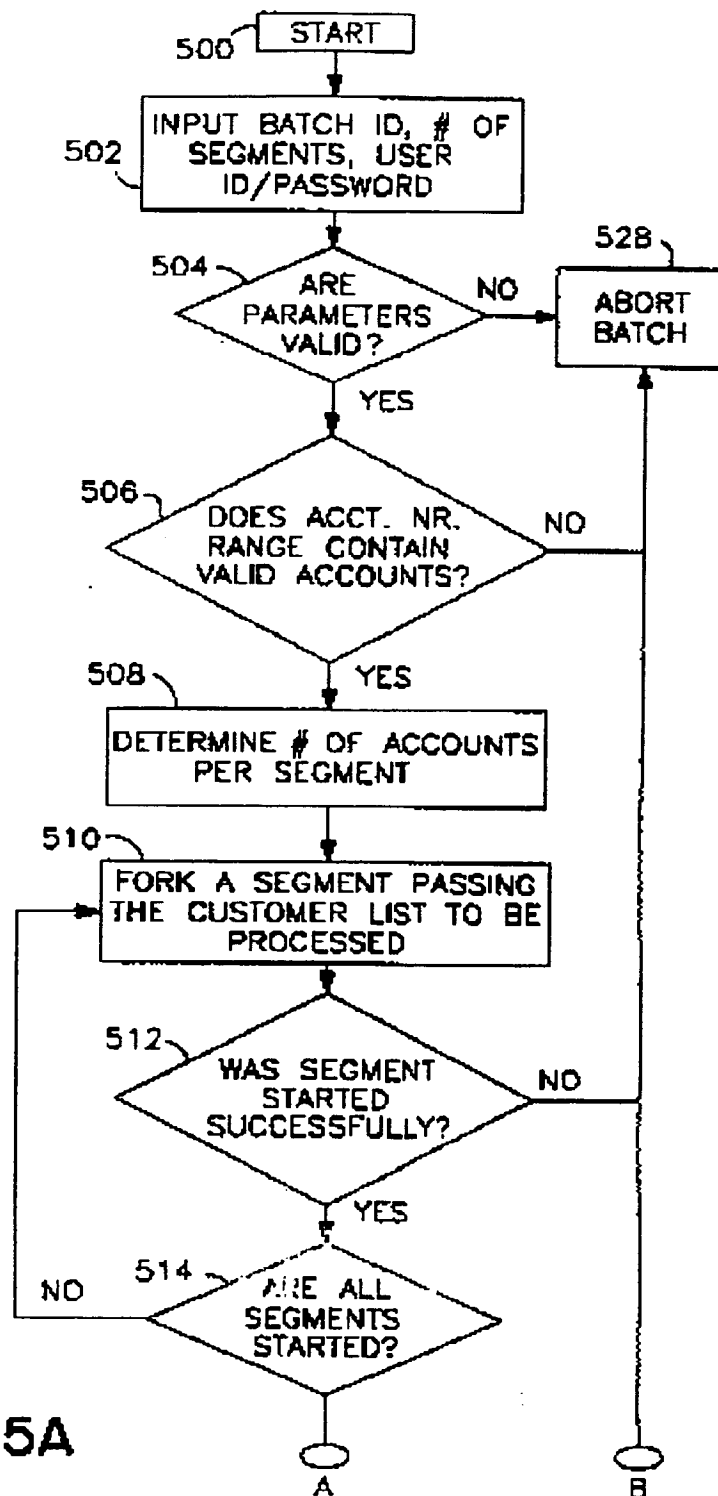 500
START
502
INPUT BATCH ID, # OF
SEGMENTS, USER
ID/PASSWORD
504
ARE
PARAMETERS
VALID?
NO
528
ABORT
BATCH
YES
506
DOES ACCT. NR.
RANGE CONTAIN
VALID ACCOUNTS?
NO
YES
508
DETERMINE # OF ACCOUNTS
PER SEGMENT
510
FORK A SEGMENT PASSING
THE CUSTOMER LIST TO BE
PROCESSED
512
WAS SEGMENT
STARTED
SUCCESSFULLY?
NO
YES
514
NO
ARE ALL
SEGMENTS
STARTED?
5A
A
B